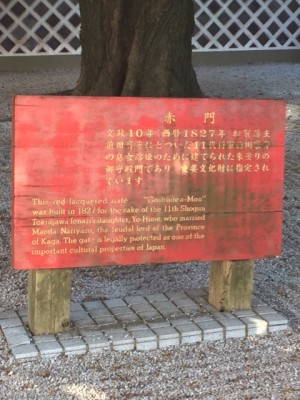 赤門
文政10年(西暦1827年)加賀藩主
前田斉泰にとついだ11代将軍徳川家斉
の息女溶姫のために建てられた朱塗りの
御守殿門であり、重要文化財に指定され
ています。
This red-lacquered gate "Goshuden-Mon"
was built in 1827 for the sake of the 11th Shogun
Tokugawa Ienari's daughter, Yo-Hime, who married
Maeda Nariyasu, the feudal lord of the Province
of Kaga. The gate is legally protected as one of the
important cultural properties of Japan.